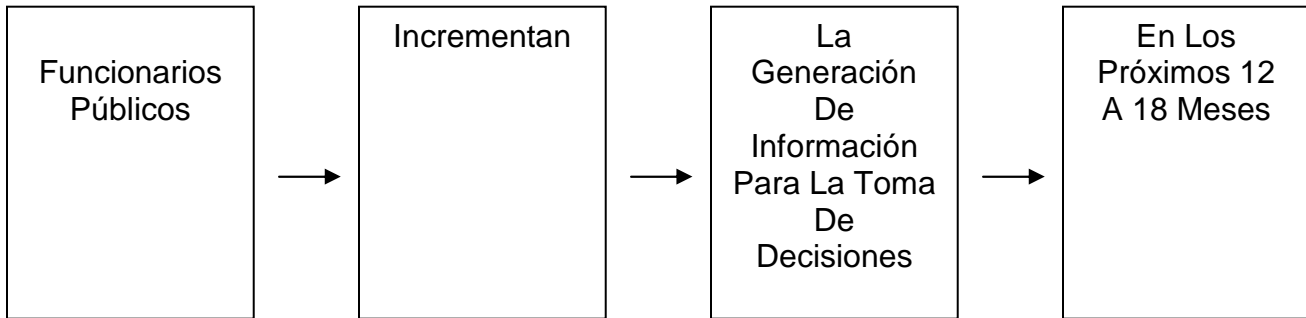 Funcionarios
Públicos
Incrementan
La
Generación
De
Información
Para La Toma
De
Decisiones
En Los
Próximos 12
A 18 Meses